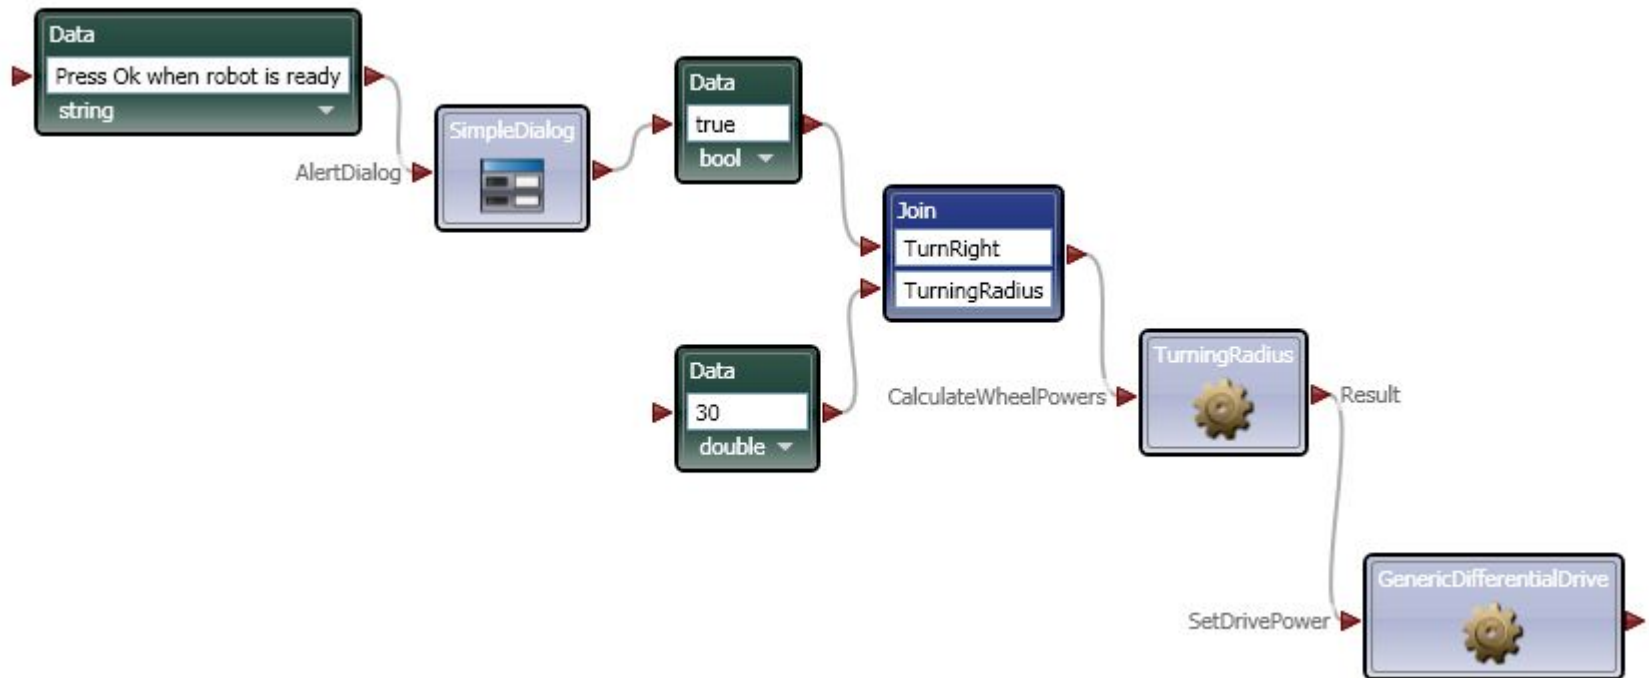 Data
Press Ok when robot is ready
string
AlertDialog
SimpleDialog
Data
true
bool
Join
TurnRight
TurningRadius
Data
30
double
CalculateWheelPowers
TurningRadius
Result
SetDrivePower
GenericDifferentialDrive